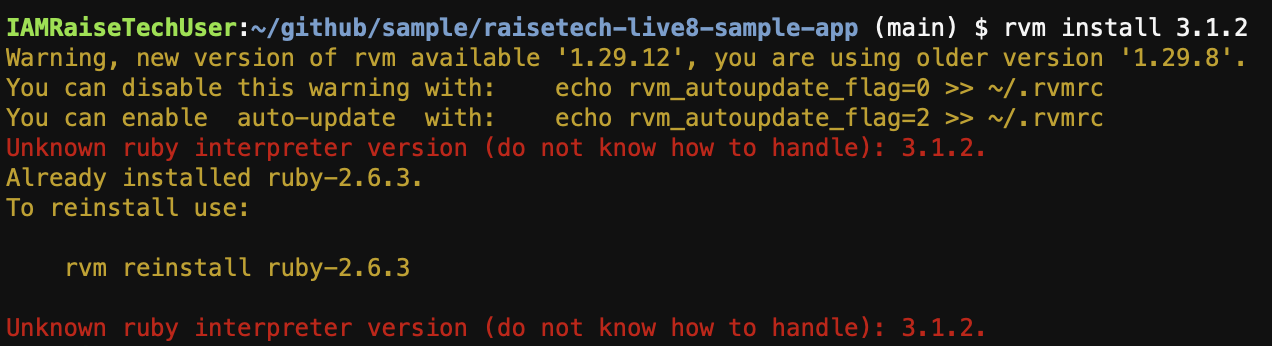 IAMRaiseTechUser:~/github/sample/raisetech-live8-sample-app (main) $ rvm install 3.1.2
Warning, new version of rvm available '1.29.12', you are using older version '1.29.8'.
You can disable this warning with:    echo rvm_autoupdate_flag=0 >> ~/.rvmrc
You can enable  auto-update  with:    echo rvm_autoupdate_flag=2 >> ~/.rvmrc
Unknown ruby interpreter version (do not know how to handle): 3.1.2.
Already installed ruby-2.6.3.
To reinstall use:
    rvm reinstall ruby-2.6.3
Unknown ruby interpreter version (do not know how to handle): 3.1.2.